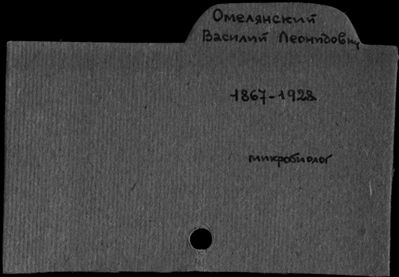 Омелянский
Василий Леонидович
1867-1928
микробиолог